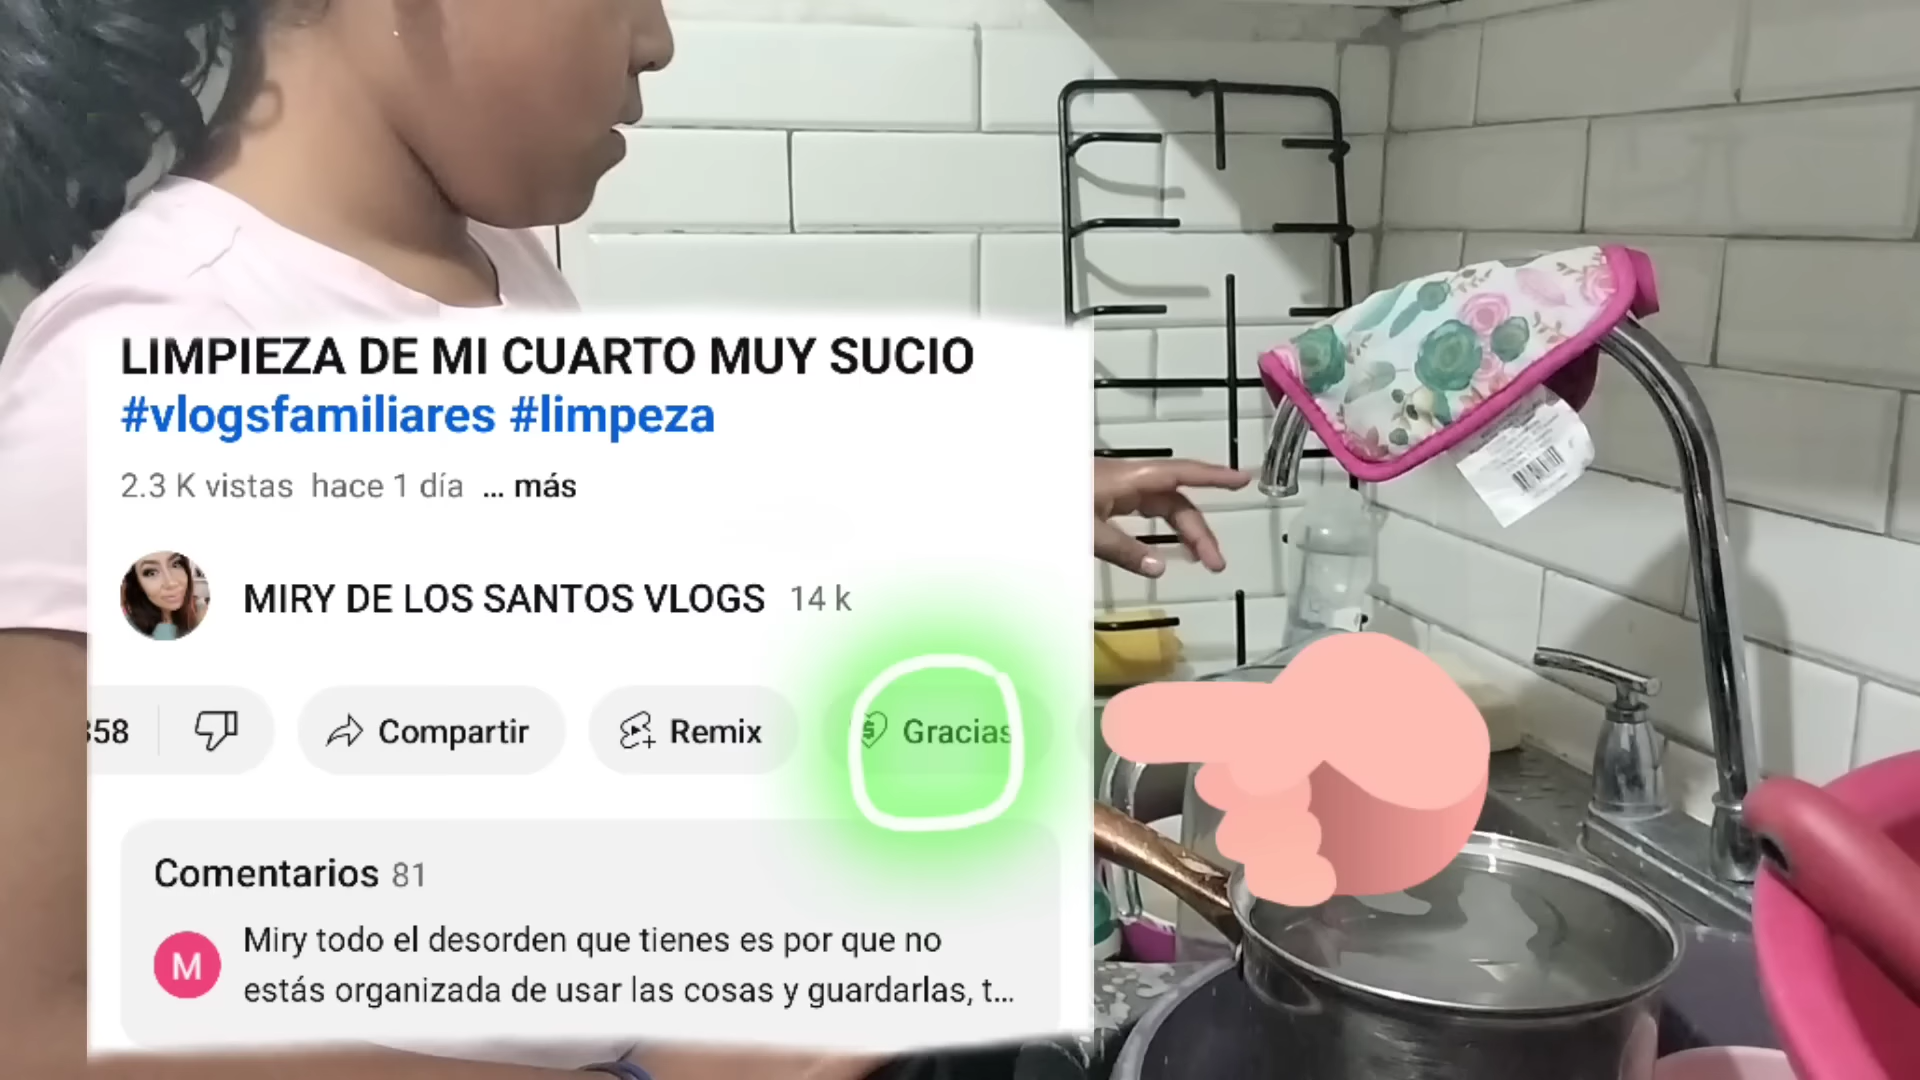 LIMPIEZA DE MI CUARTO MUY SUCIO
#vlogsfamiliares #limpeza
2.3 K vistas hace 1 día ... más
MIRY DE LOS SANTOS VLOGS 14 k
358 Compartir Remix $ Gracias
Comentarios 81
M
Miry todo el desorden que tienes es por que no
estás organizada de usar las cosas y guardarlas, t...